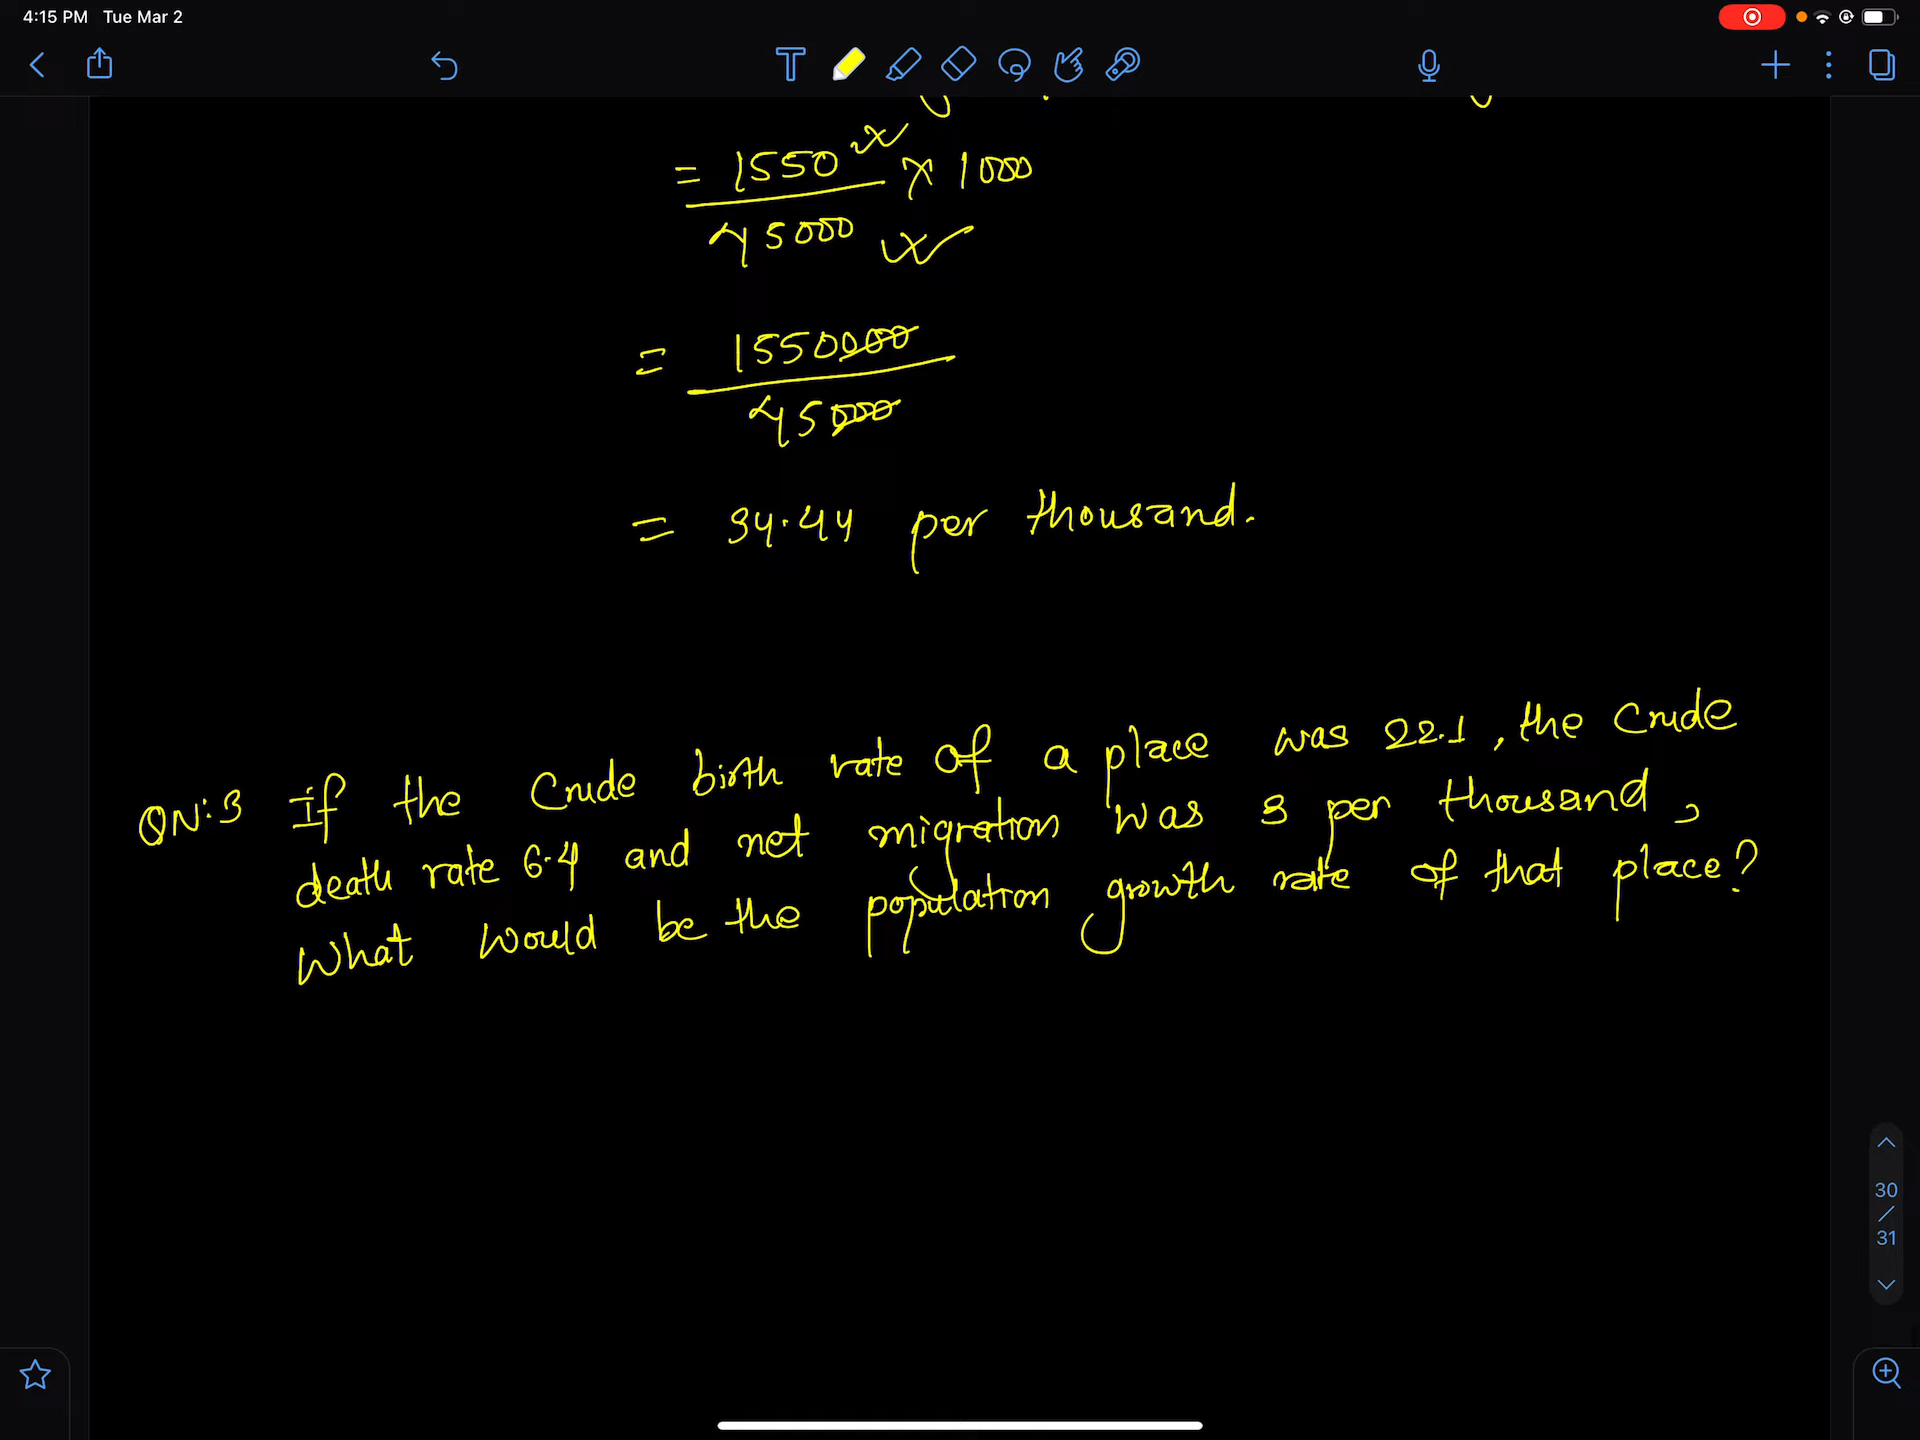 4:15 PM Tue Mar 2
= 1550 × 1000
45000
= 1550000
45000
= 34.44 per thousand.
QN:3 If the Crude birth rate of a place was 22.1, the Crude
death rate 6.4 and net migration was 3 per thousand,
What would be the population growth rate of that place?
30
/
31